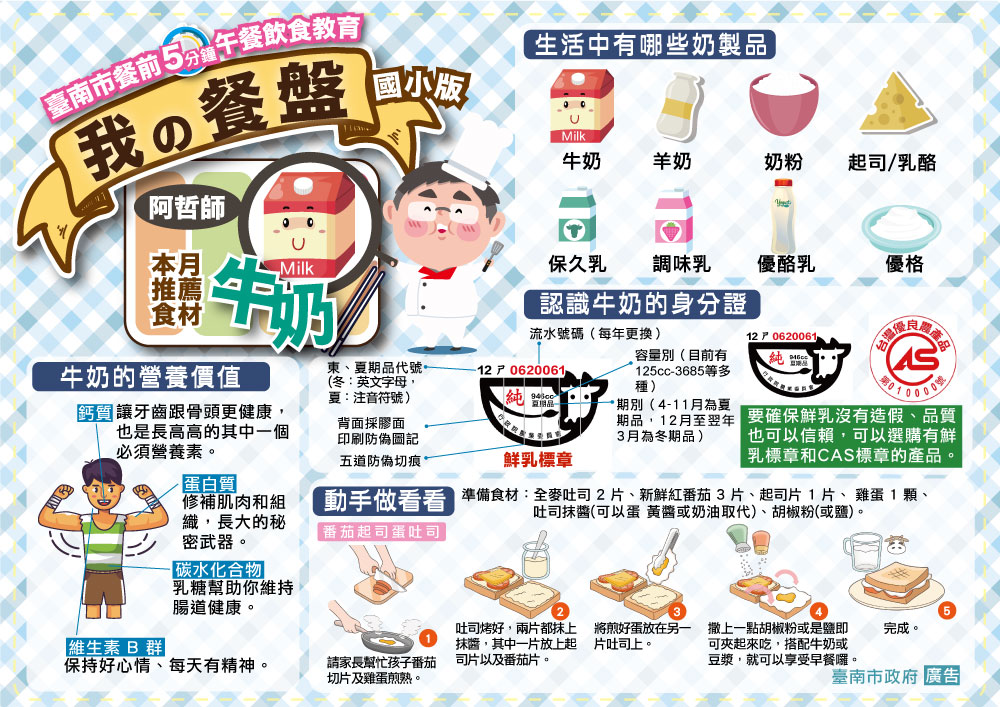 臺南市餐前5分鐘午餐飲食教育
我の餐盤
國小版
阿哲師
本月
推薦
食材
牛奶
Milk
生活中有哪些奶製品
Milk
牛奶
羊奶
奶粉
起司/乳酪
保久乳
調味乳
優酪乳
優格
認識牛奶的身分證
流水號碼（每年更換）
東、夏期品代號
(冬：英文字母，
夏：注音符號）
背面採膠面
印刷防偽圖記
五道防偽切痕
12 ア 0620061
純
946cc
夏期品
鮮乳標章
容量別（目前有
125cc-3685等多
種）
期別（4-11月為夏
期品，12月至翌年
3月為冬期品）
12 ア 0620061
純
946cc
夏期品
台灣優良農產品
CAS
第010000號
要確保鮮乳沒有造假、品質
也可以信賴，可以選購有鮮
乳標章和CAS標章的產品。
牛奶的營養價值
鈣質 讓牙齒跟骨頭更健康，
也是長高高的其中一個
必須營養素。
蛋白質
修補肌肉和組
織，長大的秘
密武器。
碳水化合物
乳糖幫助你維持
腸道健康。
維生素 B 群
保持好心情、每天有精神。
動手做看看
番茄起司蛋吐司
準備食材：全麥吐司 2 片、新鮮紅番茄 3 片、起司片 1 片、 雞蛋 1 顆、
吐司抹醬(可以蛋 黃醬或奶油取代)、胡椒粉(或鹽)。
1
請家長幫忙孩子番茄
切片及雞蛋煎熟。
2
吐司烤好，兩片都抹上
抹醬，其中一片放上起
司片以及番茄片。
3
將煎好蛋放在另一
片吐司上。
4
撒上一點胡椒粉或是鹽即
可夾起來吃，搭配牛奶或
豆漿，就可以享受早餐囉。
5
完成。
臺南市政府 廣告